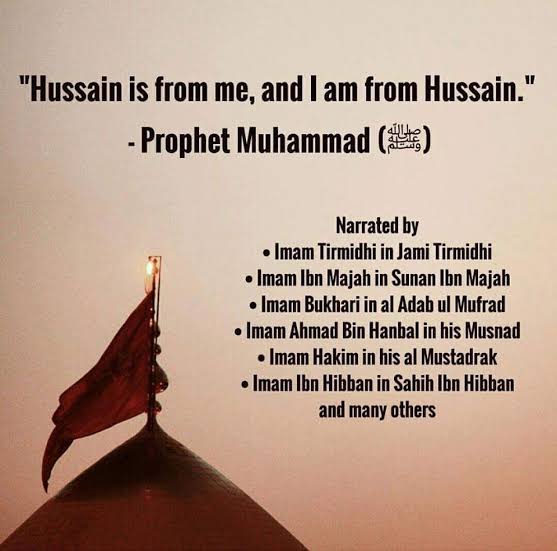 "Hussain is from me, and I am from Hussain."
- Prophet Muhammad (ﷺ)
Narrated by
• Imam Tirmidhi in Jami Tirmidhi
• Imam Ibn Majah in Sunan Ibn Majah
• Imam Bukhari in al Adab ul Mufrad
• Imam Ahmad Bin Hanbal in his Musnad
• Imam Hakim in his al Mustadrak
• Imam Ibn Hibban in Sahih Ibn Hibban
and many others